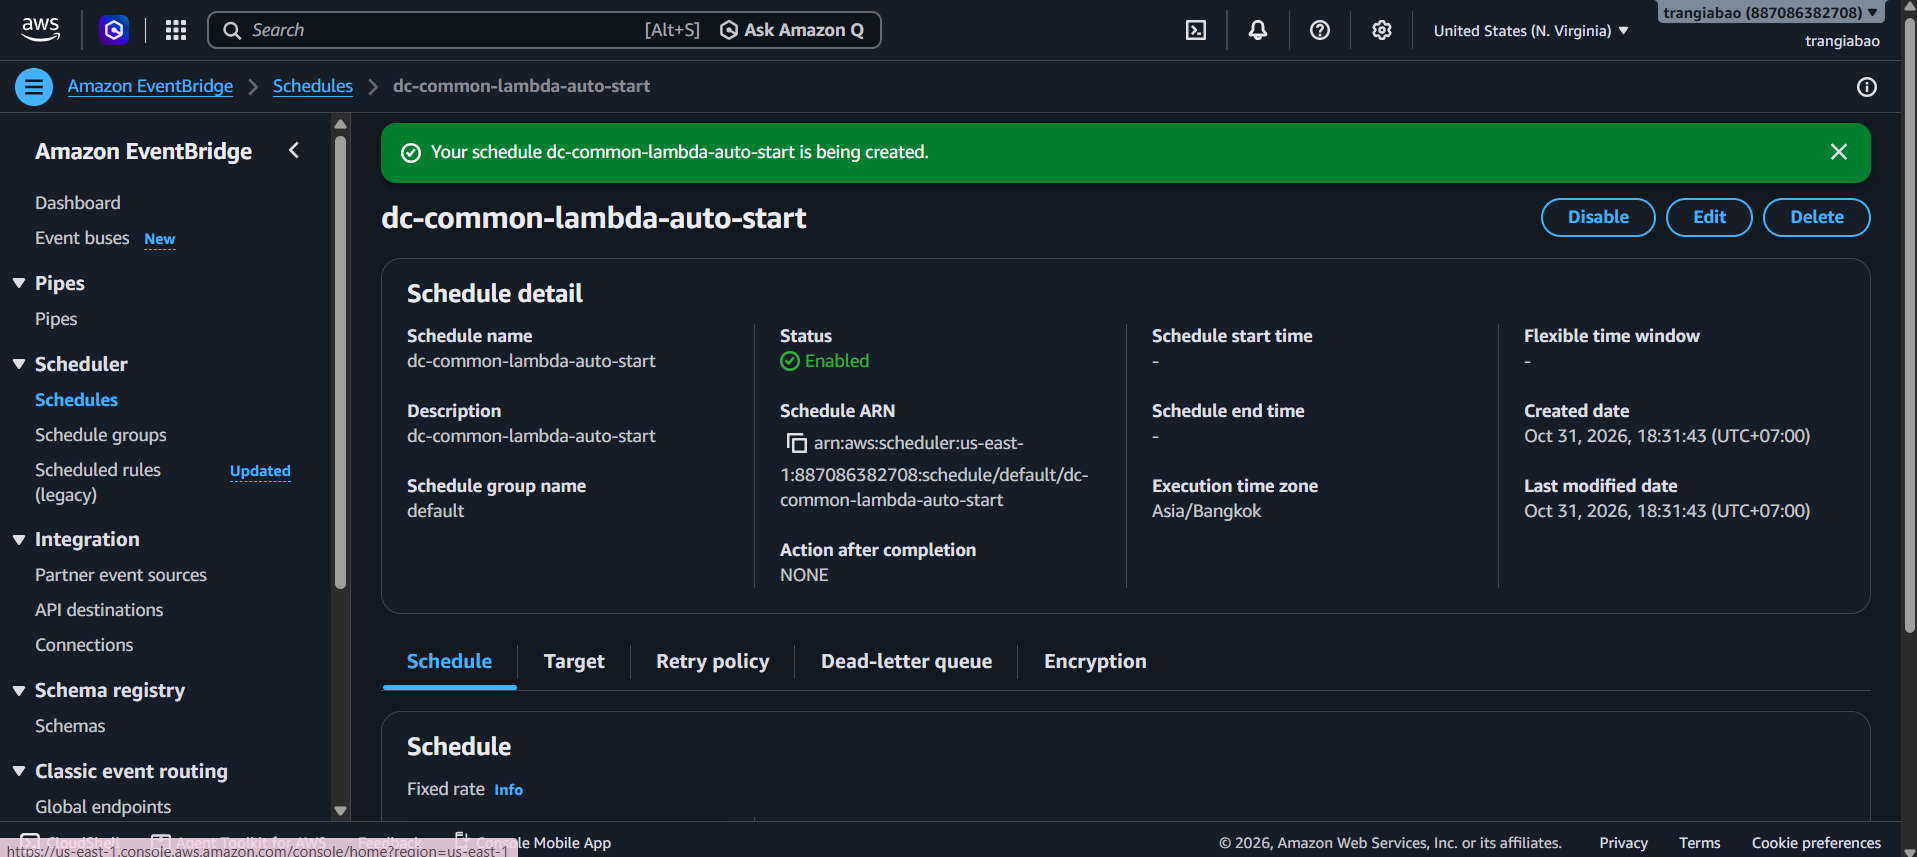 aws
Search
[Alt+S]
Ask Amazon Q
United States (N. Virginia)
trangiabao (887086382708)
trangiabao
Amazon EventBridge
Schedules
dc-common-lambda-auto-start
Amazon EventBridge
Dashboard
Event buses New
Pipes
Pipes
Scheduler
Schedules
Schedule groups
Scheduled rules
(legacy)
Updated
Integration
Partner event sources
API destinations
Connections
Schema registry
Schemas
Classic event routing
Global endpoints
Your schedule dc-common-lambda-auto-start is being created.
dc-common-lambda-auto-start
Disable
Edit
Delete
Schedule detail
Schedule name
dc-common-lambda-auto-start
Description
dc-common-lambda-auto-start
Schedule group name
default
Status
Enabled
Schedule ARN
arn:aws:scheduler:us-east-
1:887086382708:schedule/default/dc-
common-lambda-auto-start
Action after completion
NONE
Schedule start time
-
Schedule end time
-
Execution time zone
Asia/Bangkok
Flexible time window
-
Created date
Oct 31, 2026, 18:31:43 (UTC+07:00)
Last modified date
Oct 31, 2026, 18:31:43 (UTC+07:00)
Schedule
Target
Retry policy
Dead-letter queue
Encryption
Schedule
Fixed rate Info
CloudShell
Agent Toolkit for AWS
Feedback
Console Mobile App
© 2026, Amazon Web Services, Inc. or its affiliates.
Privacy
Terms
Cookie preferences
https://us-east-1.console.aws.amazon.com/console/home?region=us-east-1